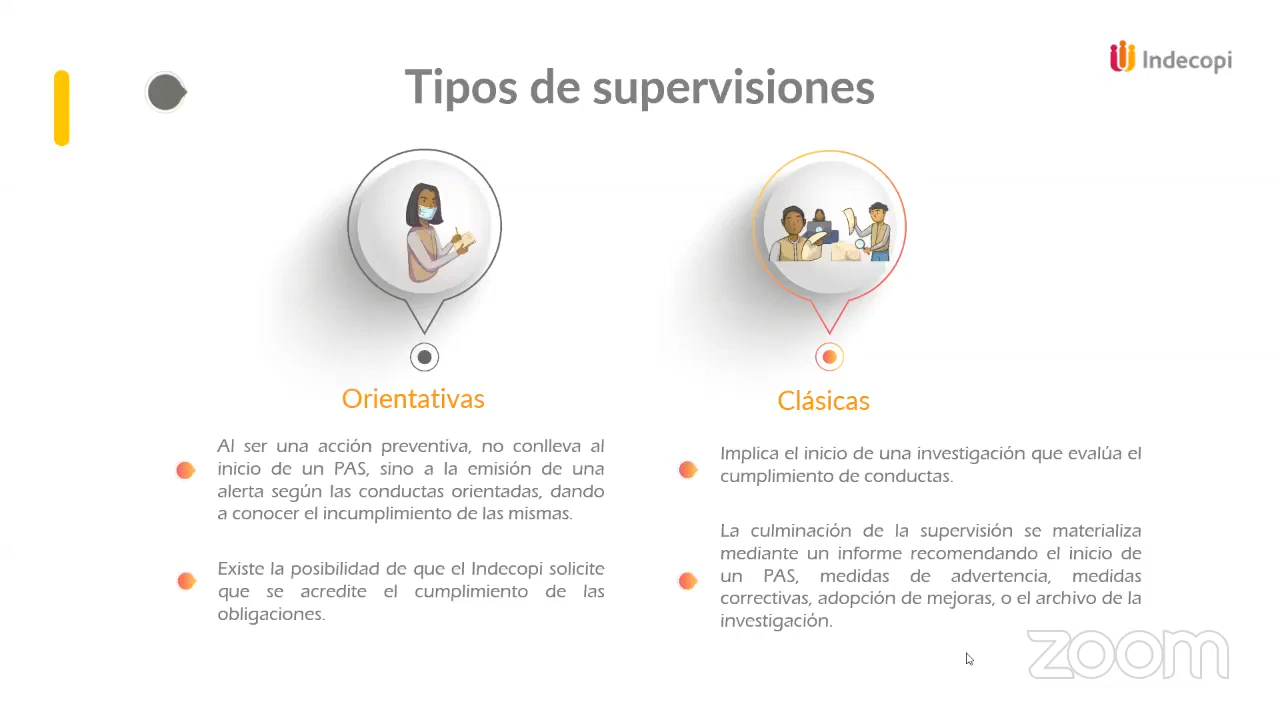 Indecopi
Tipos de supervisiones
Orientativas
Al ser una acción preventiva, no conlleva al
inicio de un PAS, sino a la emisión de una
alerta según las conductas orientadas, dando
a conocer el incumplimiento de las mismas.
Existe la posibilidad de que el Indecopi solicite
que se acredite el cumplimiento de las
obligaciones.
Clásicas
Implica el inicio de una investigación que evalúa el
cumplimiento de conductas.
La culminación de la supervisión se materializa
mediante un informe recomendando el inicio de
un PAS, medidas de advertencia, medidas
correctivas, adopción de mejoras, o el archivo de la
investigación.
zoom